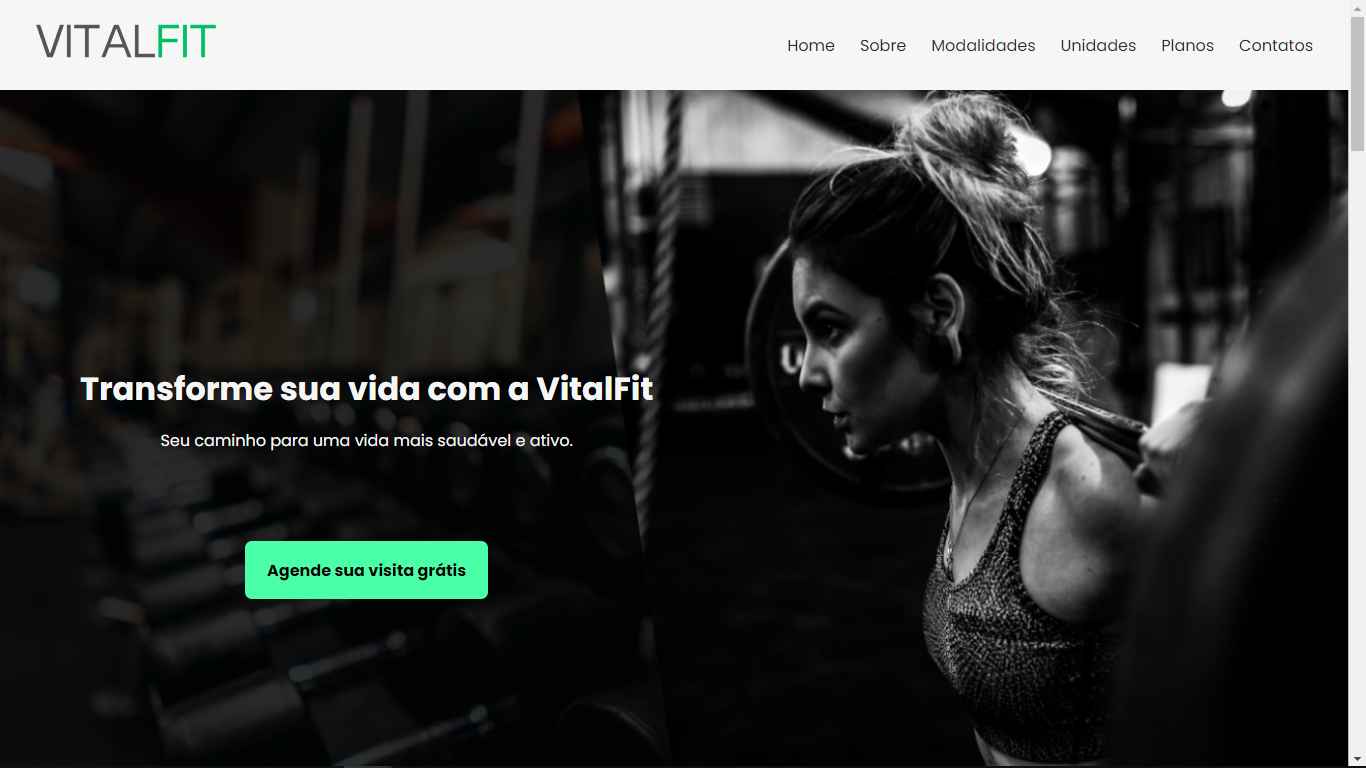 VITALFIT
Home Sobre Modalidades Unidades Planos Contatos
Transforme sua vida com a VitalFit
Seu caminho para uma vida mais saudável e ativo.
Agende sua visita grátis